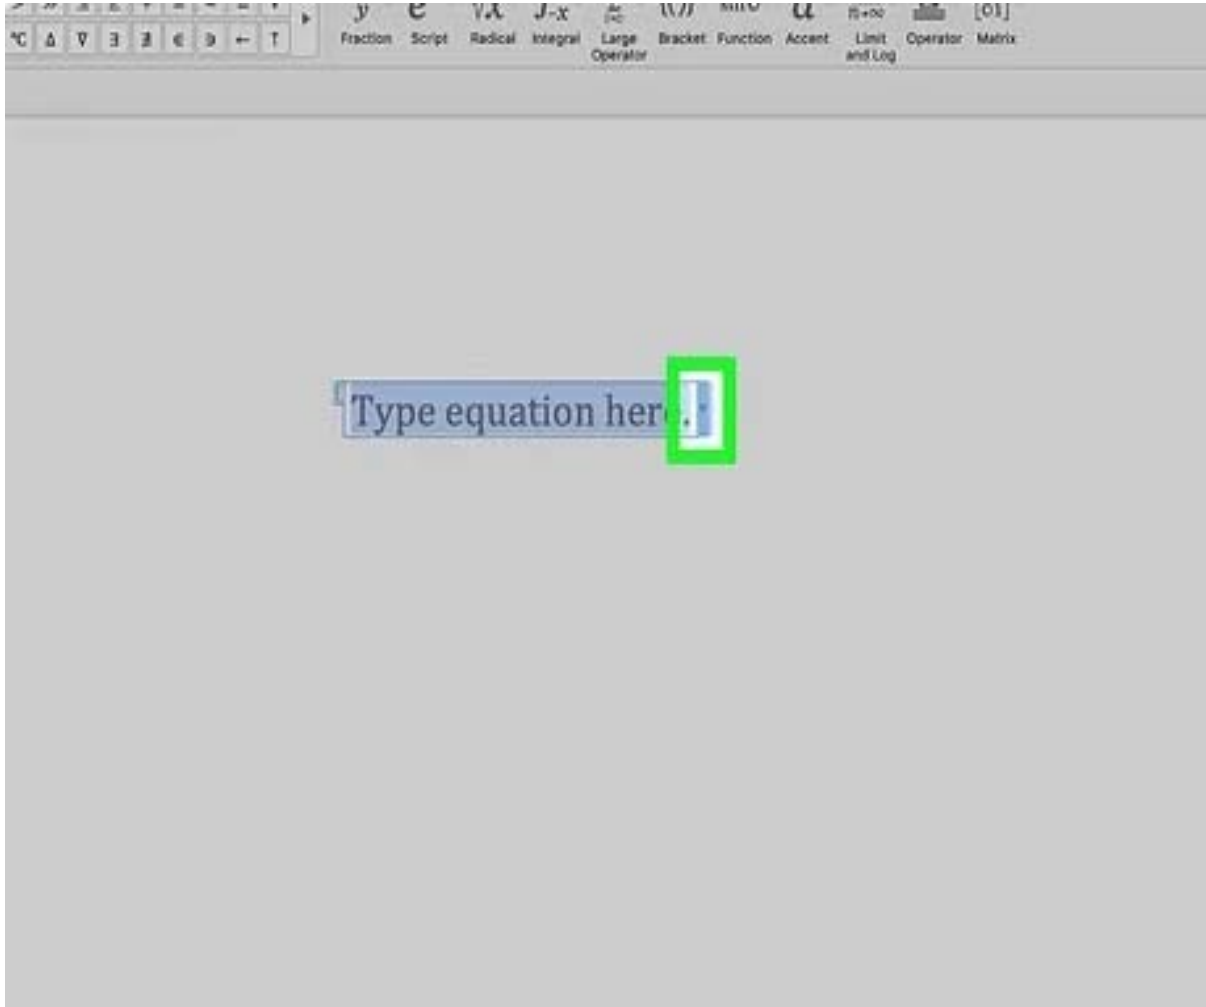 ℃ Δ ∇ ∃ ∄ ∈ ∋ ← ↑
Fraction Script Radical Integral Large Operator Bracket Function Accent Limit and Log Operator Matrix
Type equation here.